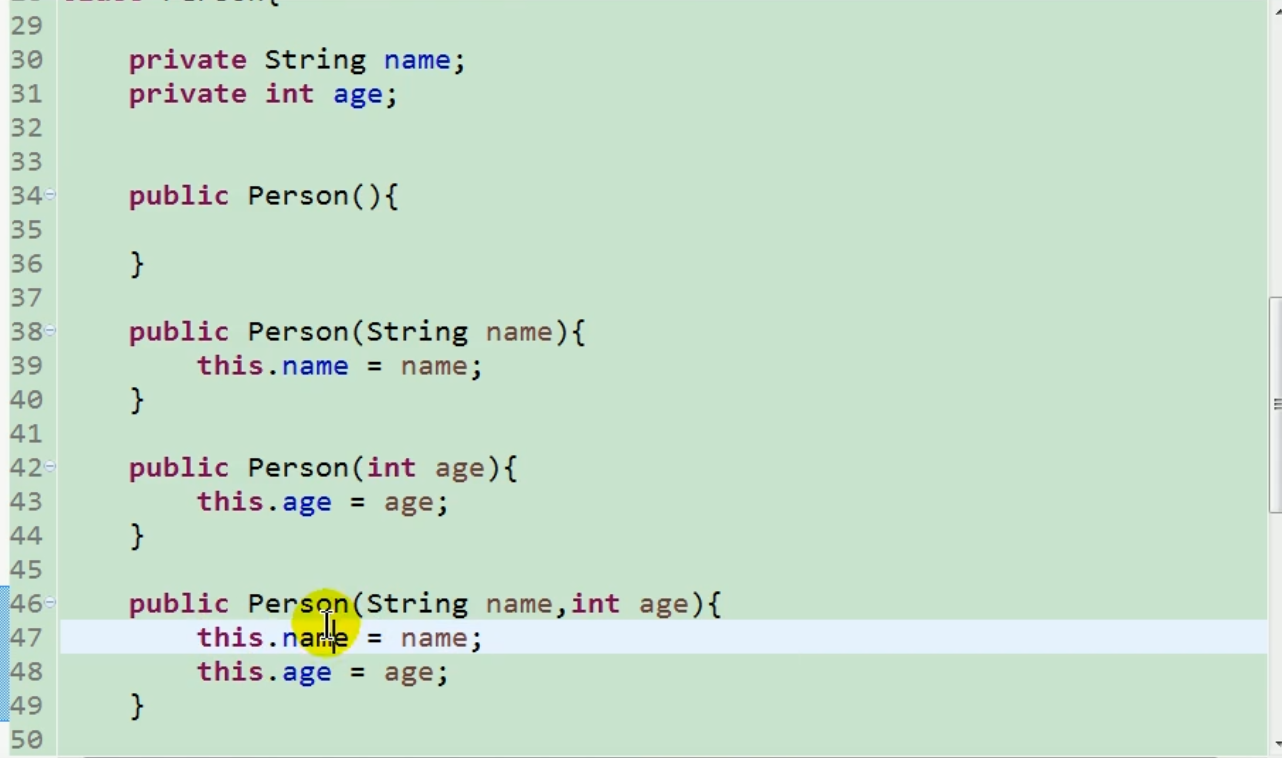 29
30 private String name;
31 private int age;
32
33
34 public Person(){
35
36 }
37
38 public Person(String name){
39 this.name = name;
40 }
41
42 public Person(int age){
43 this.age = age;
44 }
45
46 public Person(String name,int age){
47 this.name = name;
48 this.age = age;
49 }
50